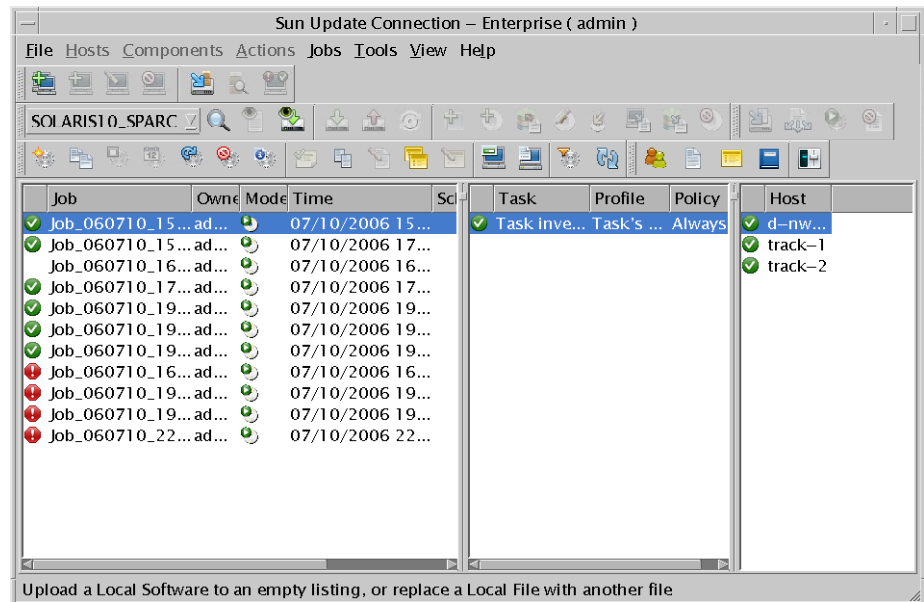 Sun Update Connection – Enterprise ( admin )
File Hosts Components Actions Jobs Tools View Help
SOLARIS10_SPARC
Job Owne Mode Time Scl
Job_060710_15... ad... 07/10/2006 15...
Job_060710_15... ad... 07/10/2006 17...
Job_060710_16... ad... 07/10/2006 16...
Job_060710_17... ad... 07/10/2006 17...
Job_060710_19... ad... 07/10/2006 19...
Job_060710_19... ad... 07/10/2006 19...
Job_060710_19... ad... 07/10/2006 19...
Job_060710_16... ad... 07/10/2006 16...
Job_060710_19... ad... 07/10/2006 19...
Job_060710_19... ad... 07/10/2006 19...
Job_060710_22... ad... 07/10/2006 22...
Task Profile Policy
Task inve... Task's ... Always
Host
d–nw...
track–1
track–2
Upload a Local Software to an empty listing, or replace a Local File with another file